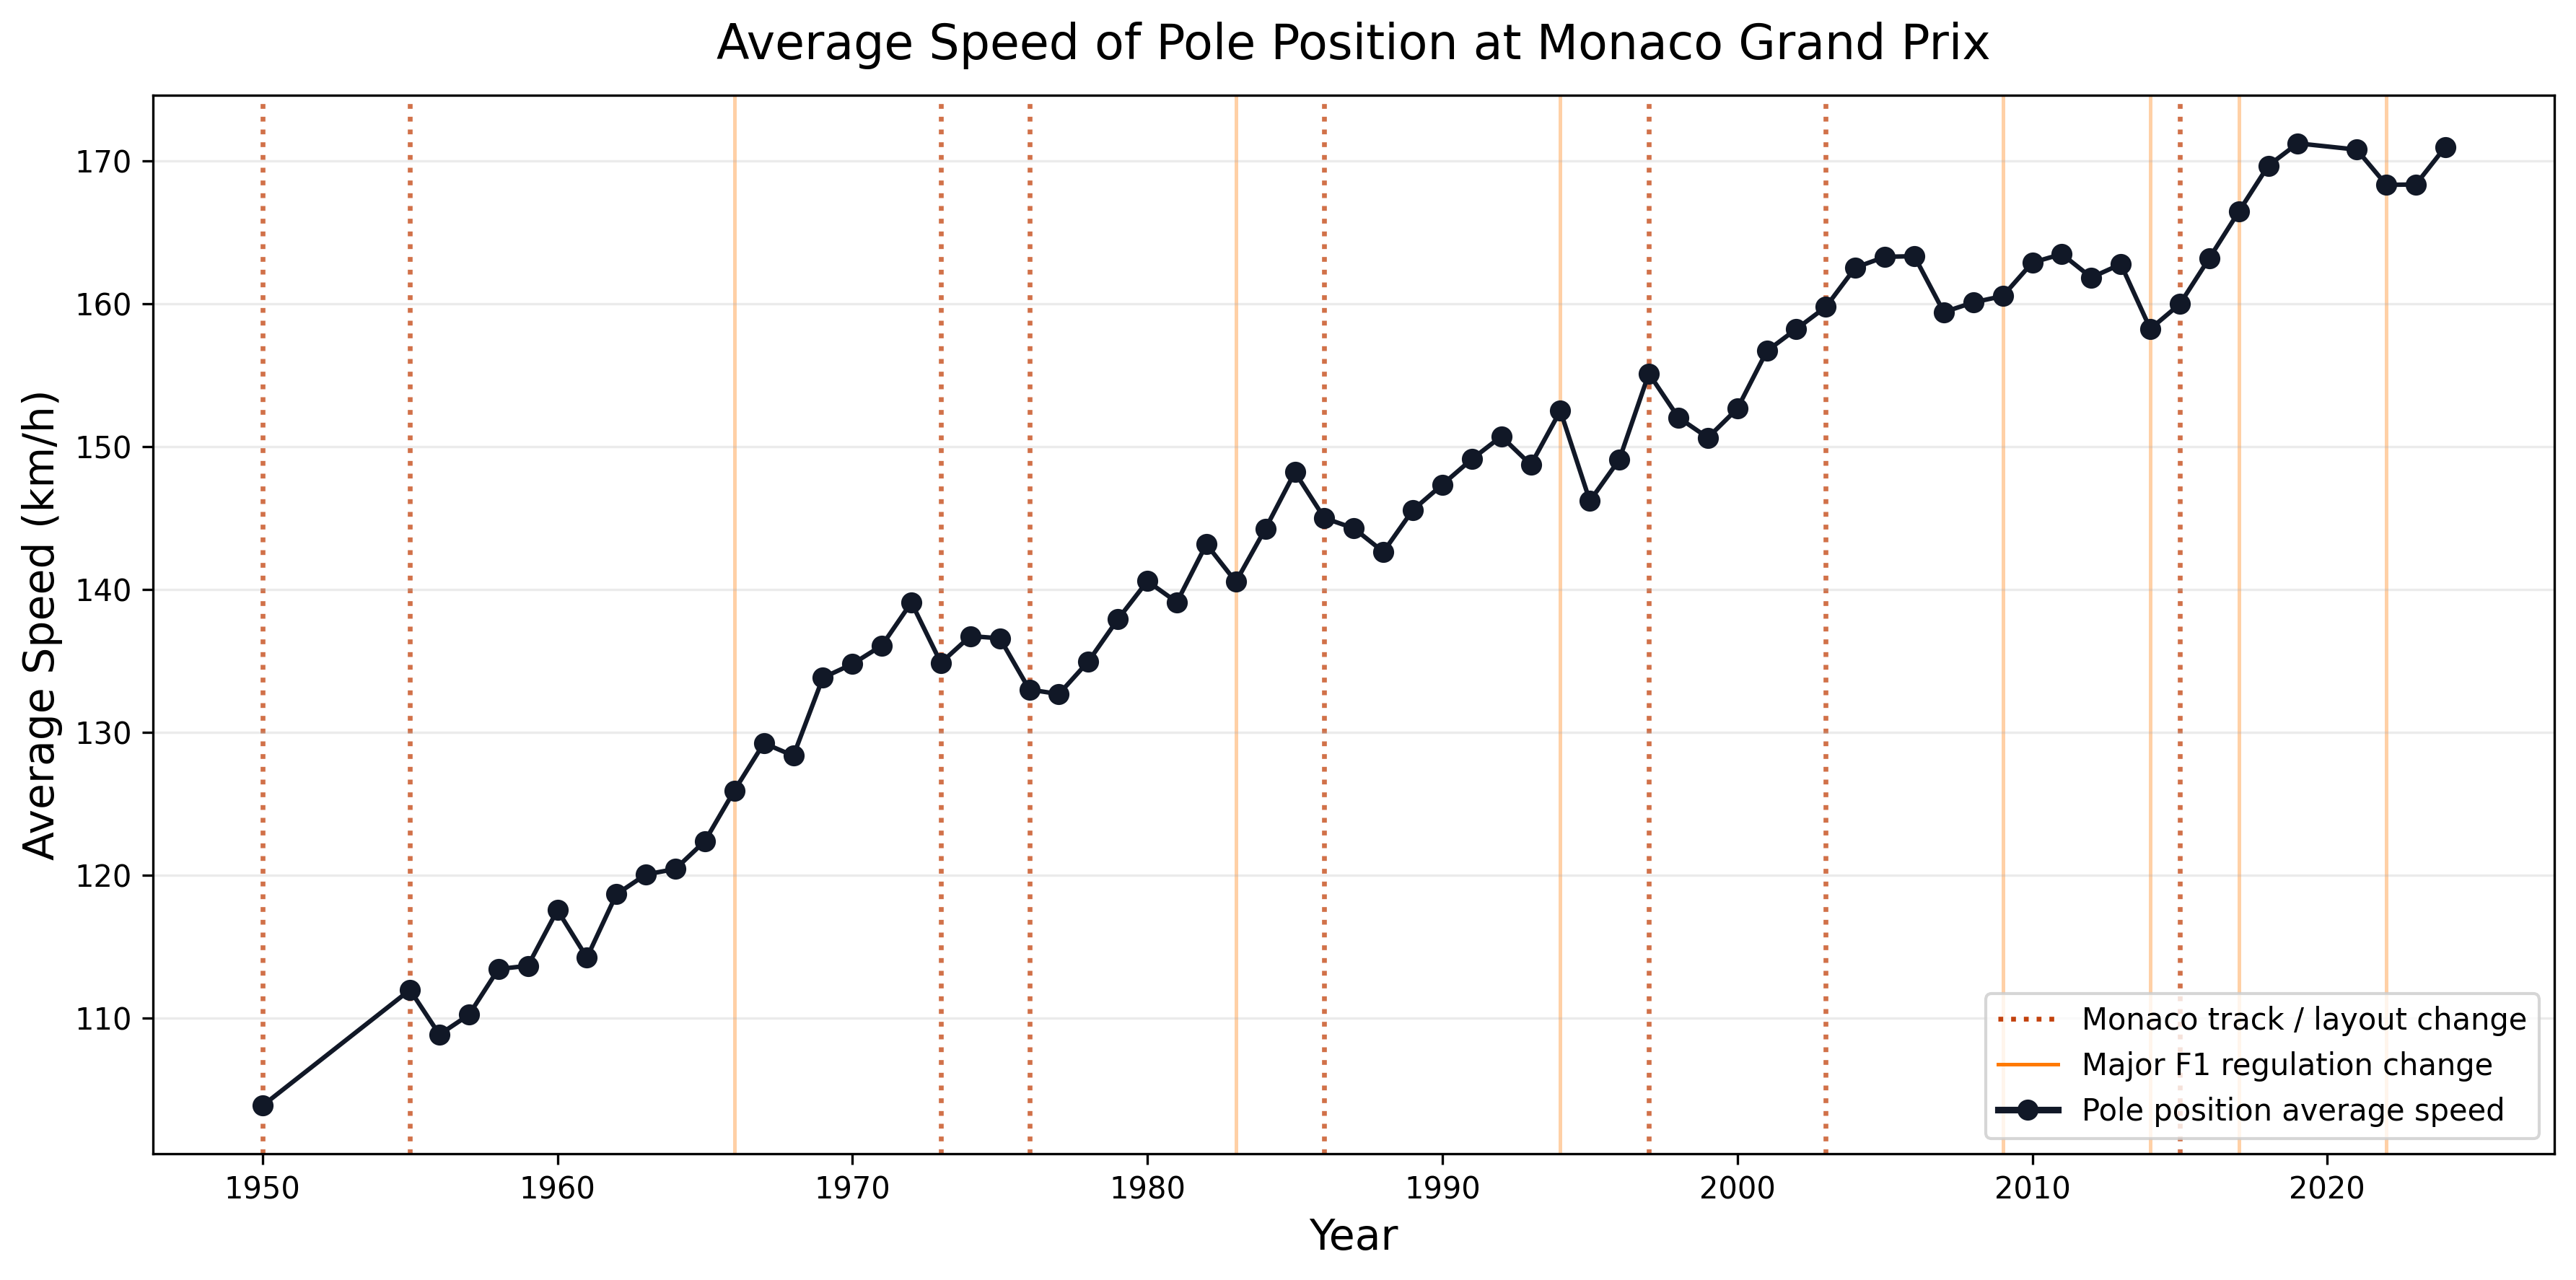 Average Speed of Pole Position at Monaco Grand Prix
Average Speed (km/h)
170
160
150
140
130
120
110
1950
1960
1970
1980
1990
2000
2010
2020
Year
Monaco track / layout change
Major F1 regulation change
Pole position average speed